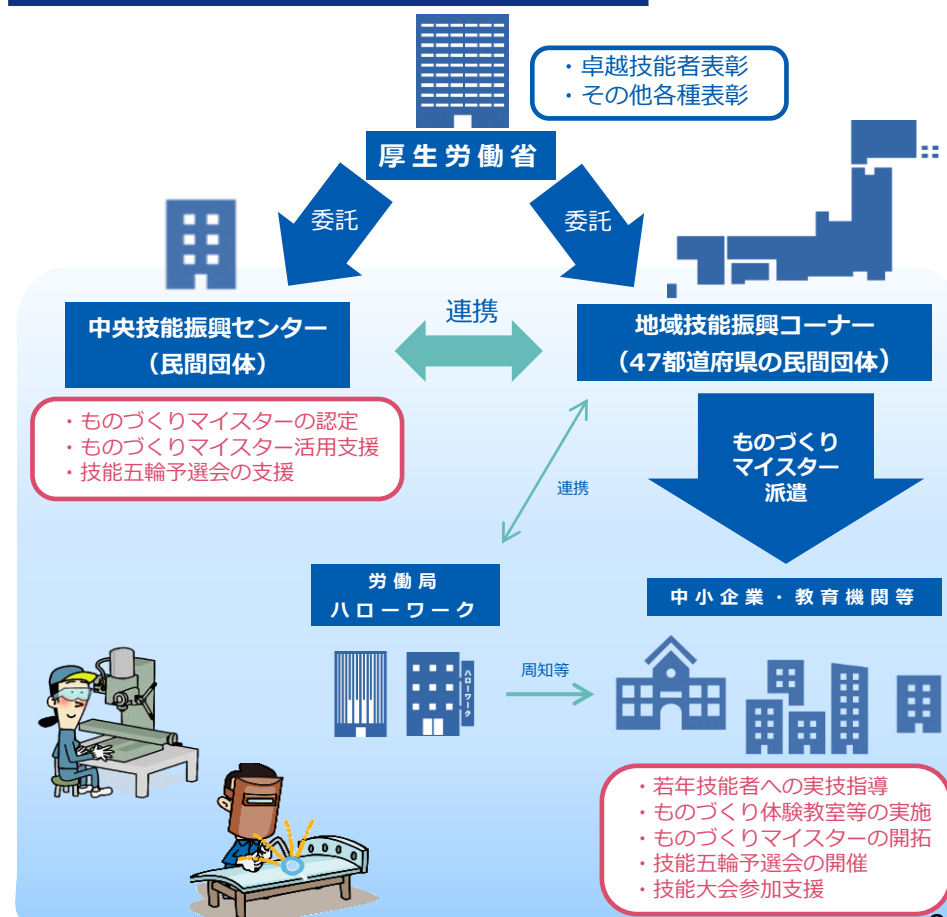 ・卓越技能者表彰
・その他各種表彰
厚生労働省
委託
委託
中央技能振興センター
（民間団体）
連携
地域技能振興コーナー
（47都道府県の民間団体）
・ものづくりマイスターの認定
・ものづくりマイスター活用支援
・技能五輪予選会の支援
ものづくり
マイスター
派遣
連携
労働局
ハローワーク
中小企業・教育機関等
ハローワーク
周知等
・若年技能者への実技指導
・ものづくり体験教室等の実施
・ものづくりマイスターの開拓
・技能五輪予選会の開催
・技能大会参加支援